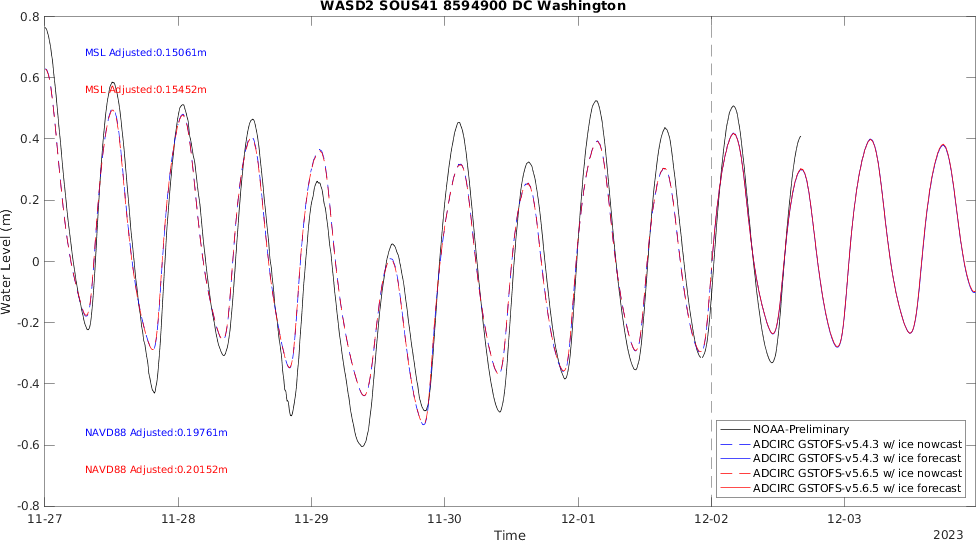 WASD2 SOUS41 8594900 DC Washington
0.8
0.6
0.4
0.2
0
-0.2
-0.4
-0.6
-0.8
Water Level (m)
MSL Adjusted:0.15061m
MSL Adjusted:0.15452m
NAVD88 Adjusted:0.19761m
NAVD88 Adjusted:0.20152m
NOAA-Preliminary
ADCIRC GSTOFS-v5.4.3 w/ ice nowcast
ADCIRC GSTOFS-v5.4.3 w/ ice forecast
ADCIRC GSTOFS-v5.6.5 w/ ice nowcast
ADCIRC GSTOFS-v5.6.5 w/ ice forecast
11-27 11-28 11-29 11-30 12-01 12-02 12-03
Time
2023